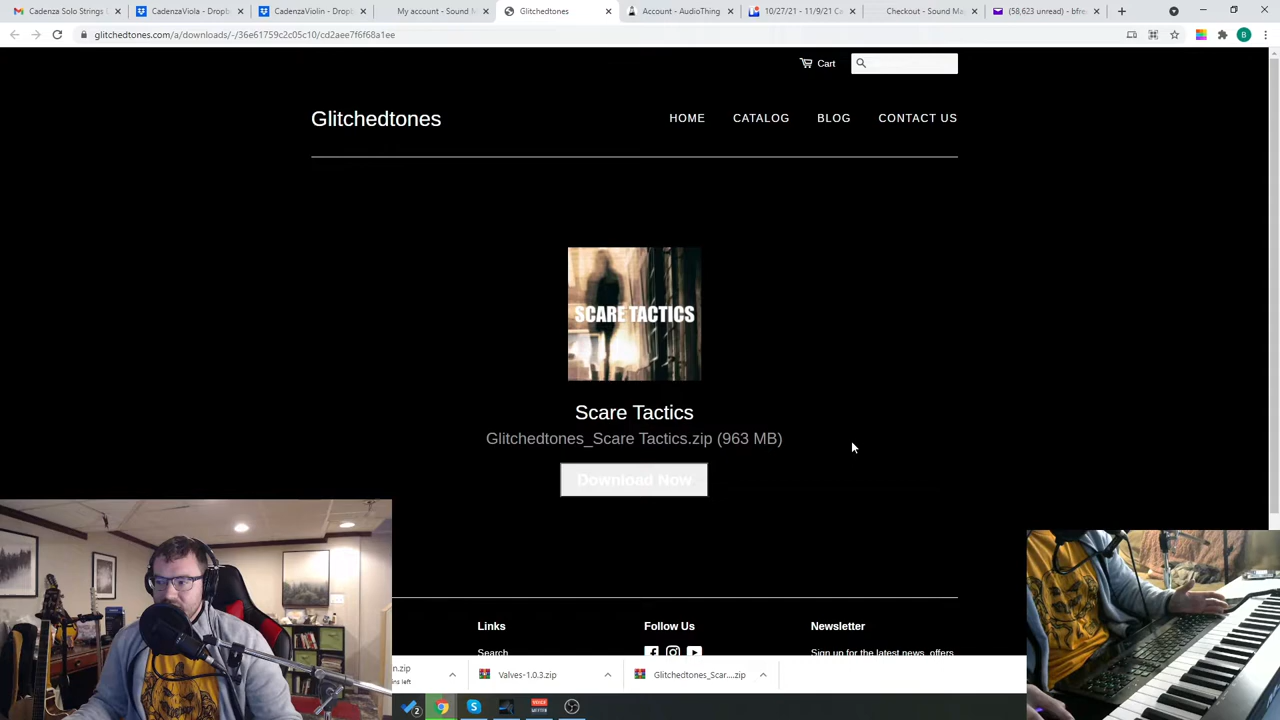 Cadenza Solo Strings
CadenzaViola - Dropb
CadenzaViolin - Dropb
My account - Sound M
Glitchedtones
Account - AudioThing
10/27/21 - 11/9/21 Ca
Checkout - Sound Ma
(58,623 unread) - bfree
glitchedtones.com/a/downloads/-/36e61759c2c05c10/cd2aee7f6f68a1ee
B
Cart
Glitchedtones
HOME
CATALOG
BLOG
CONTACT US
SCARE TACTICS
Scare Tactics
Glitchedtones_Scare Tactics.zip (963 MB)
Download Now
Links
Follow Us
Newsletter
Search
Sign up for the latest news, offers
n.zip
ns left
Valves-1.0.3.zip
Glitchedtones_Scar....zip
2